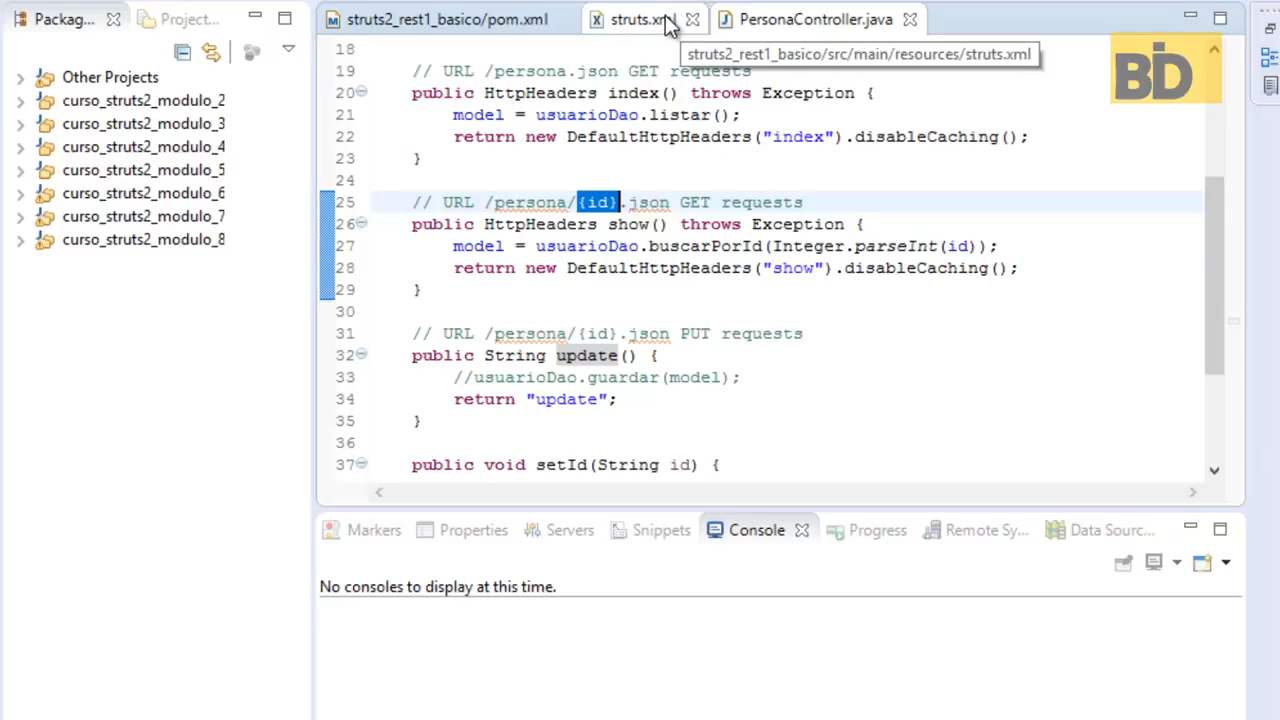 Packag...
Project...
struts2_rest1_basico/pom.xml
struts.xml
PersonaController.java
struts2_rest1_basico/src/main/resources/struts.xml
BiD
Other Projects
curso_struts2_modulo_2
curso_struts2_modulo_3
curso_struts2_modulo_4
curso_struts2_modulo_5
curso_struts2_modulo_6
curso_struts2_modulo_7
curso_struts2_modulo_8
18
19 // URL /persona.json GET requests
20 public HttpHeaders index() throws Exception {
21 model = usuarioDao.listar();
22 return new DefaultHttpHeaders("index").disableCaching();
23 }
24
25 // URL /persona/{id}.json GET requests
26 public HttpHeaders show() throws Exception {
27 model = usuarioDao.buscarPorId(Integer.parseInt(id));
28 return new DefaultHttpHeaders("show").disableCaching();
29 }
30
31 // URL /persona/{id}.json PUT requests
32 public String update() {
33 //usuarioDao.guardar(model);
34 return "update";
35 }
36
37 public void setId(String id) {
Markers
Properties
Servers
Snippets
Console
Progress
Remote Sy...
Data Sourc...
No consoles to display at this time.